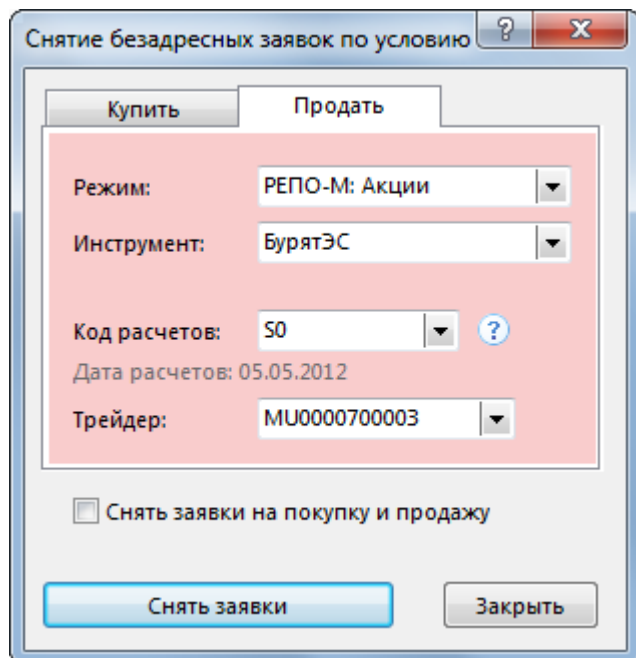 Снятие безадресных заявок по условию ?
Купить Продать
Режим: РЕПО-М: Акции
Инструмент: БурятЭС
Код расчетов: S0 ?
Дата расчетов: 05.05.2012
Трейдер: MU0000700003
Снять заявки на покупку и продажу
Снять заявки Закрыть